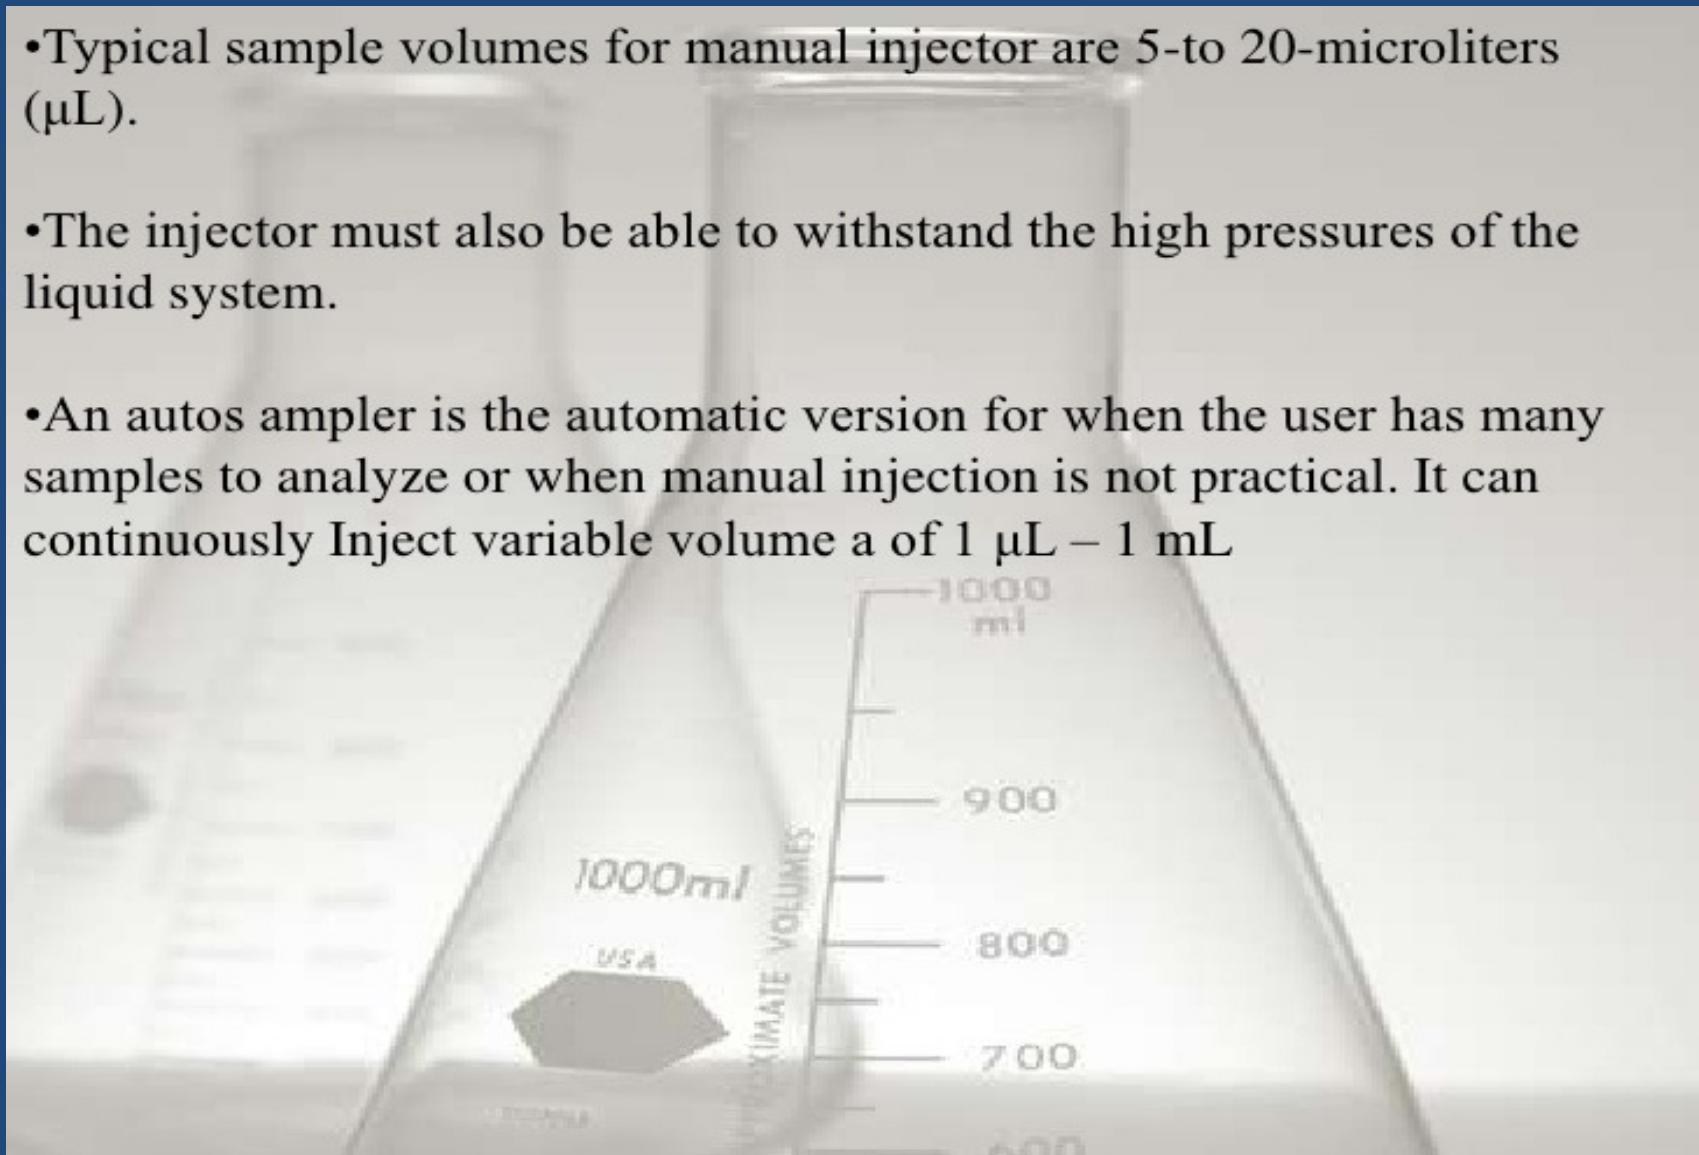 •Typical sample volumes for manual injector are 5-to 20-microliters
(µL).
•The injector must also be able to withstand the high pressures of the
liquid system.
•An autos ampler is the automatic version for when the user has many
samples to analyze or when manual injection is not practical. It can
continuously Inject variable volume a of 1 µL – 1 mL
1000
ml
900
1000ml
VOLUMES
800
USA
700
600